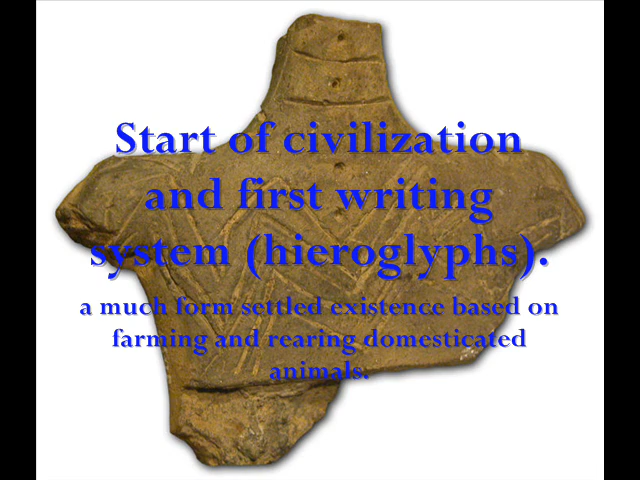 Start of civilization
and first writing
system (hieroglyphs).
a much form settled existence based on
farming and rearing domesticated
animals.